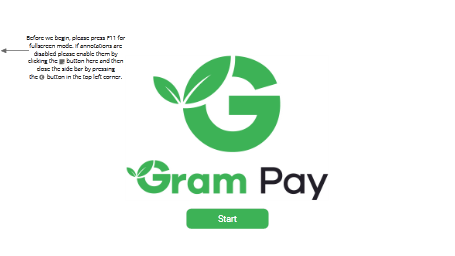 Before we begin, please press F11 for
fullscreen mode. If annotations are
disabled please enable them by
clicking the button here and then
close the side bar by pressing
the button in the top left corner.
G
Gram Pay
Start